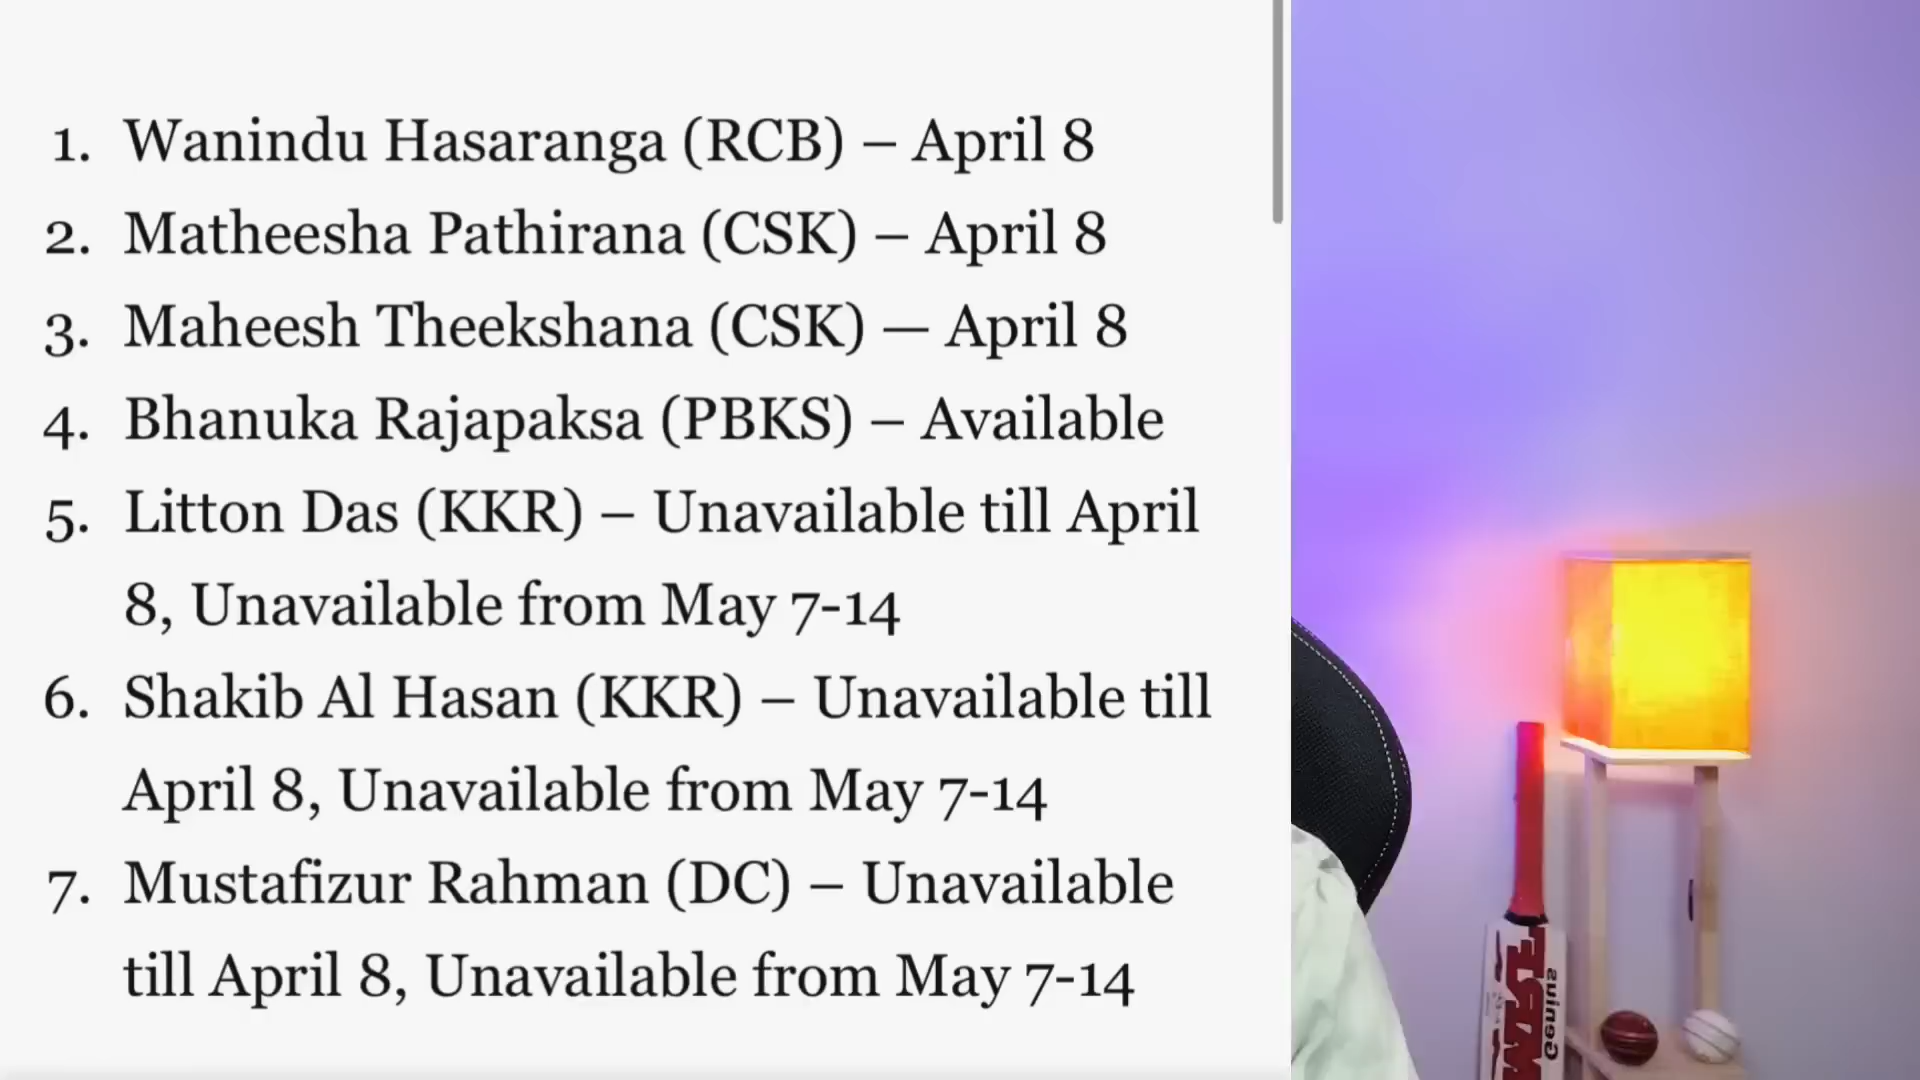 1. Wanindu Hasaranga (RCB) – April 8
2. Matheesha Pathirana (CSK) – April 8
3. Maheesh Theekshana (CSK) — April 8
4. Bhanuka Rajapaksa (PBKS) – Available
5. Litton Das (KKR) – Unavailable till April
8, Unavailable from May 7-14
6. Shakib Al Hasan (KKR) – Unavailable till
April 8, Unavailable from May 7-14
7. Mustafizur Rahman (DC) – Unavailable
till April 8, Unavailable from May 7-14
Genius